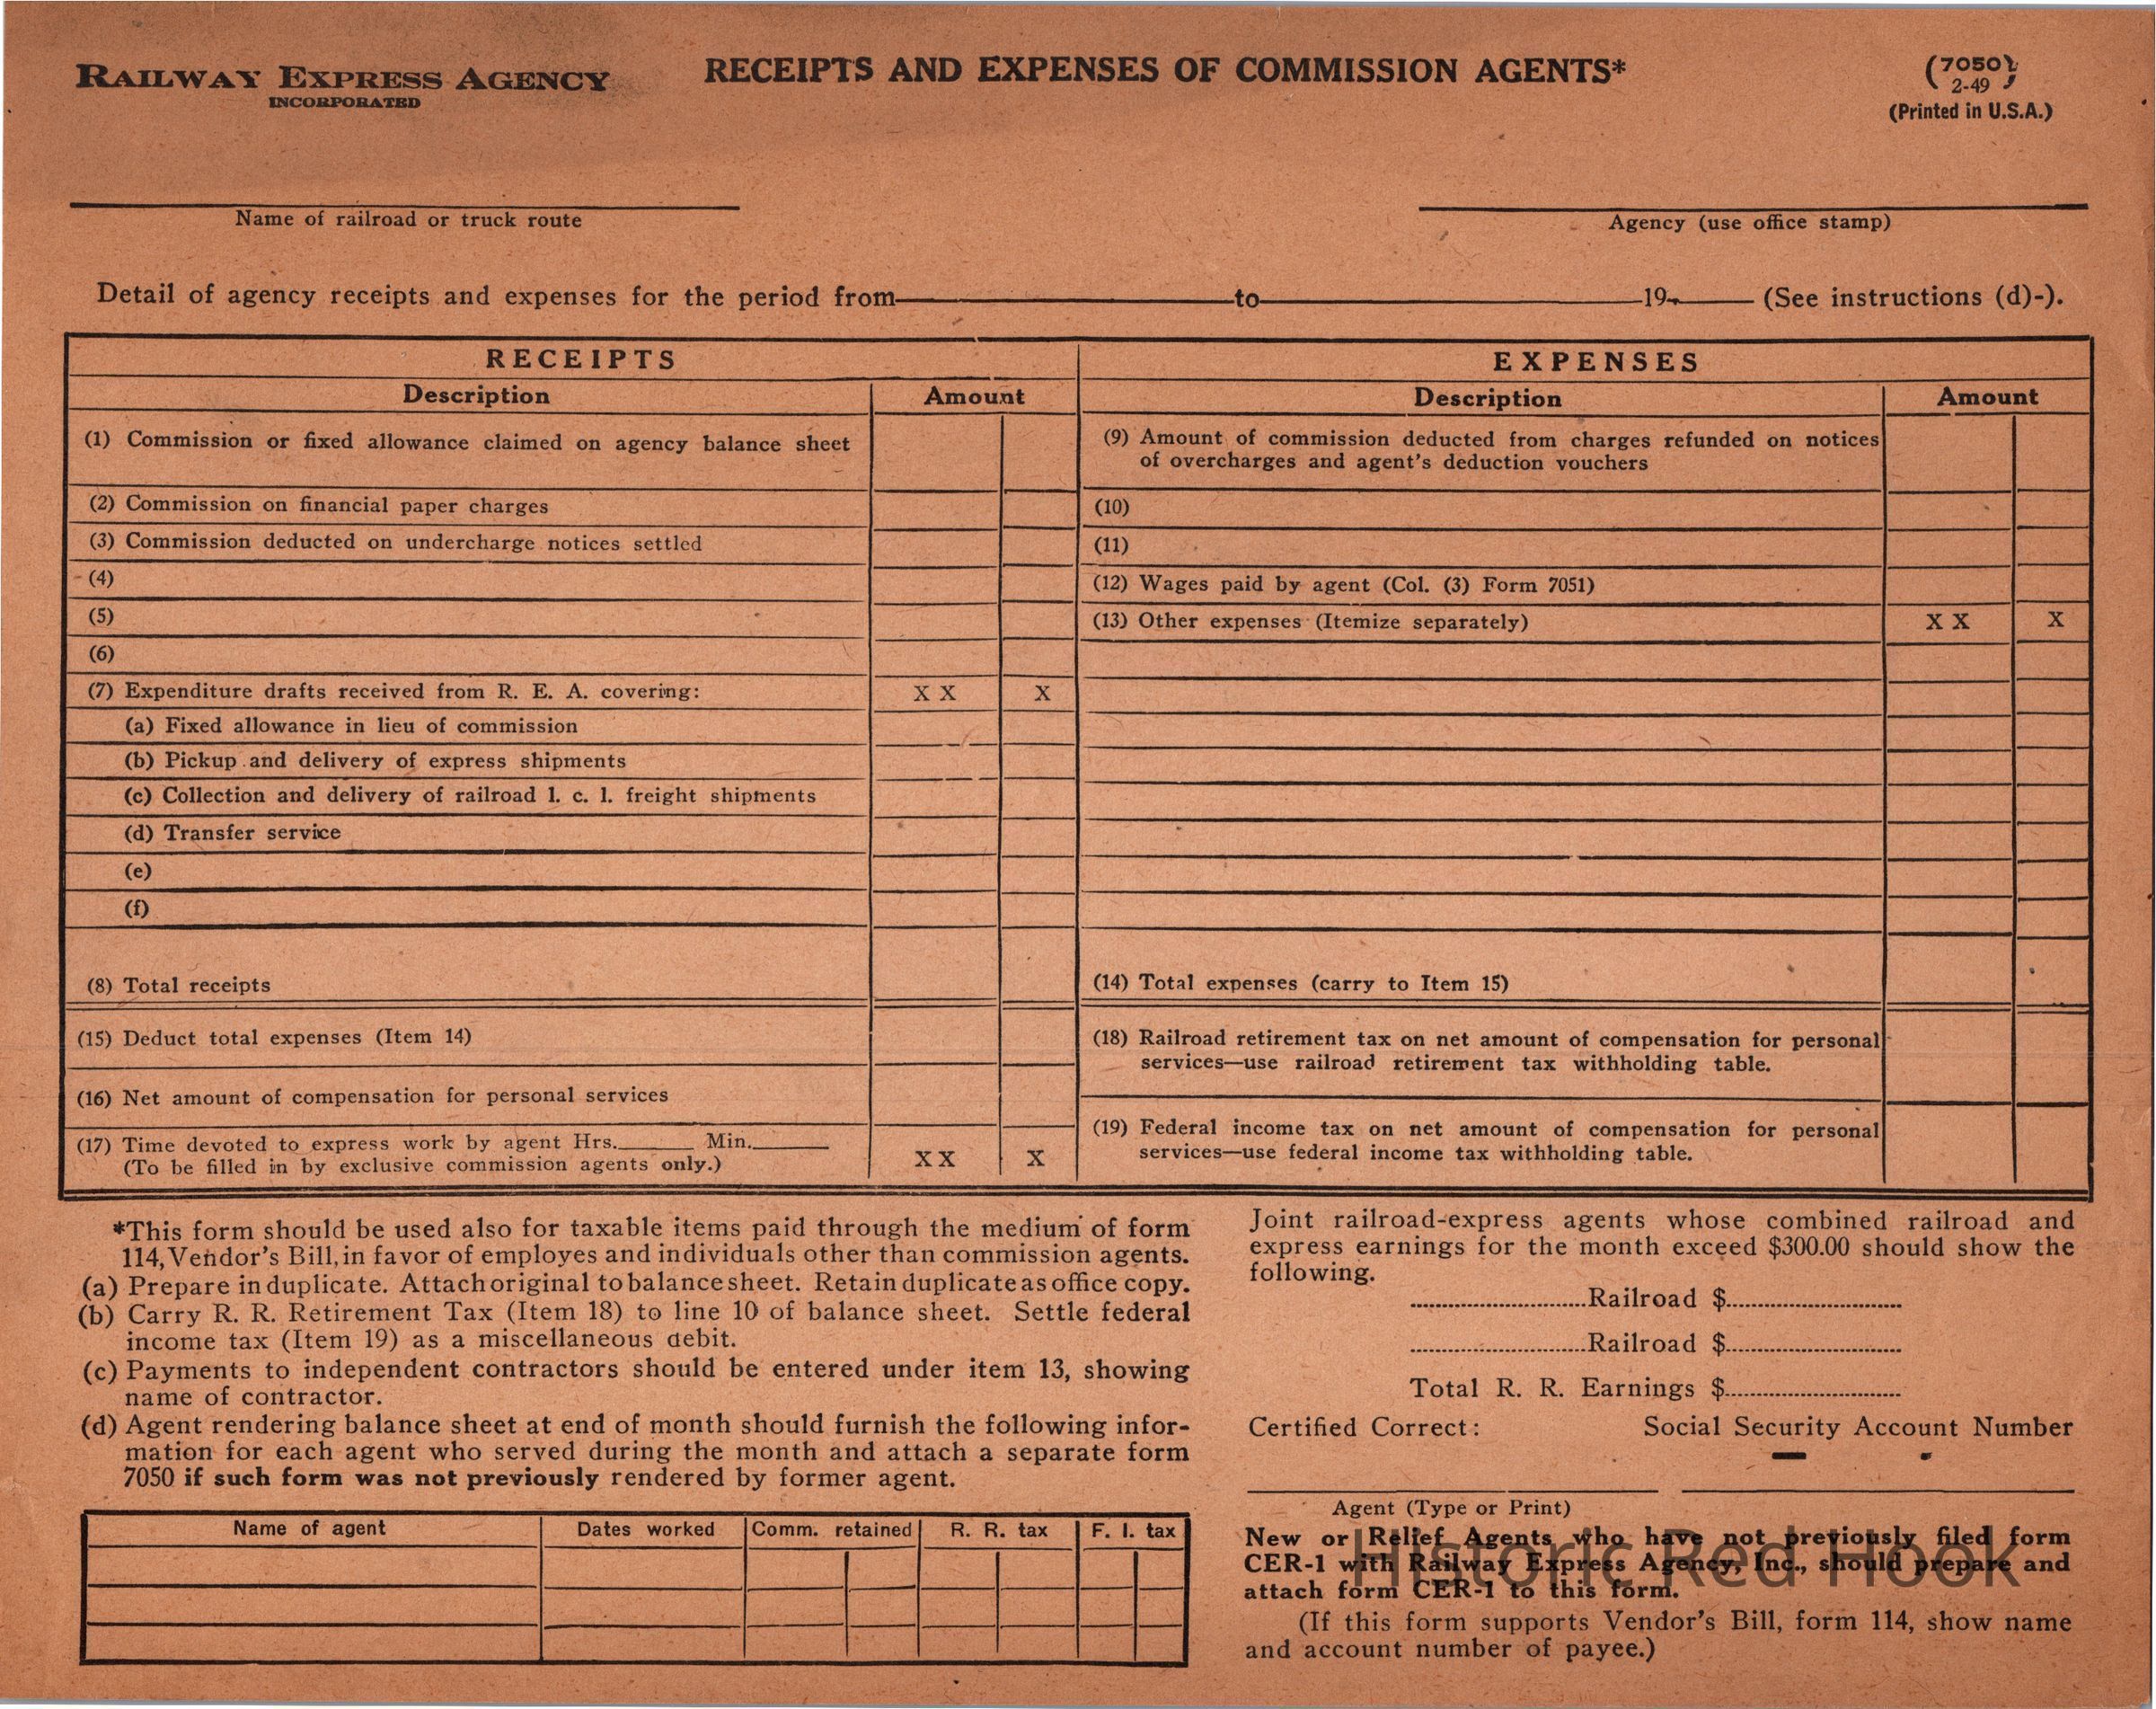 RAILWAY EXPRESS AGENCY
INCORPORATED
RECEIPTS AND EXPENSES OF COMMISSION AGENTS*
(7050)
2-49
(Printed in U.S.A.)
Name of railroad or truck route
Agency (use office stamp)
Detail of agency receipts and expenses for the period from to 19 (See instructions (d)-).
RECEIPTS
Description Amount
(1) Commission or fixed allowance claimed on agency balance sheet
(2) Commission on financial paper charges
(3) Commission deducted on undercharge notices settled
(4)
(5)
(6)
(7) Expenditure drafts received from R. E. A. covering: X X X
(a) Fixed allowance in lieu of commission
(b) Pickup and delivery of express shipments
(c) Collection and delivery of railroad l. c. l. freight shipments
(d) Transfer service
(e)
(f)
(8) Total receipts
(15) Deduct total expenses (Item 14)
(16) Net amount of compensation for personal services
(17) Time devoted to express work by agent Hrs.______ Min.______
(To be filled in by exclusive commission agents only.) X X X
EXPENSES
Description Amount
(9) Amount of commission deducted from charges refunded on notices
of overcharges and agent's deduction vouchers
(10)
(11)
(12) Wages paid by agent (Col. (3) Form 7051)
(13) Other expenses (Itemize separately) X X X
(14) Total expenses (carry to Item 15)
(18) Railroad retirement tax on net amount of compensation for personal
services—use railroad retirement tax withholding table.
(19) Federal income tax on net amount of compensation for personal
services—use federal income tax withholding table.
*This form should be used also for taxable items paid through the medium of form
114, Vendor's Bill, in favor of employes and individuals other than commission agents.
(a) Prepare in duplicate. Attach original to balance sheet. Retain duplicate as office copy.
(b) Carry R. R. Retirement Tax (Item 18) to line 10 of balance sheet. Settle federal
income tax (Item 19) as a miscellaneous debit.
(c) Payments to independent contractors should be entered under item 13, showing
name of contractor.
(d) Agent rendering balance sheet at end of month should furnish the following infor-
mation for each agent who served during the month and attach a separate form
7050 if such form was not previously rendered by former agent.
Name of agent Dates worked Comm. retained R. R. tax F. I. tax
Joint railroad-express agents whose combined railroad and
express earnings for the month exceed $300.00 should show the
following.
Railroad $
Railroad $
Total R. R. Earnings $
Certified Correct: Social Security Account Number
Agent (Type or Print)
New or Relief Agents who have not previously filed form
CER-1 with Railway Express Agency, Inc., should prepare and
attach form CER-1 to this form.
Historic Red Hook
(If this form supports Vendor's Bill, form 114, show name
and account number of payee.)